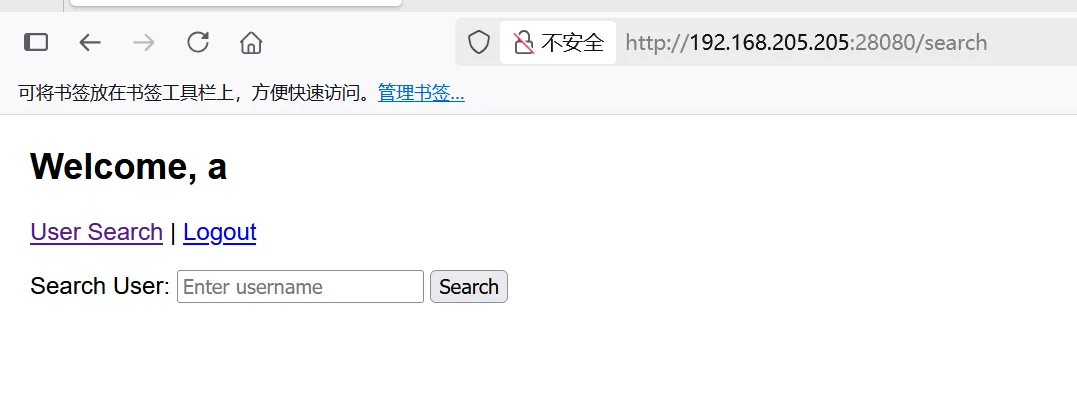 不安全 http://192.168.205.205:28080/search
可将书签放在书签工具栏上，方便快速访问。管理书签...
Welcome, a
User Search | Logout
Search User: Enter username Search